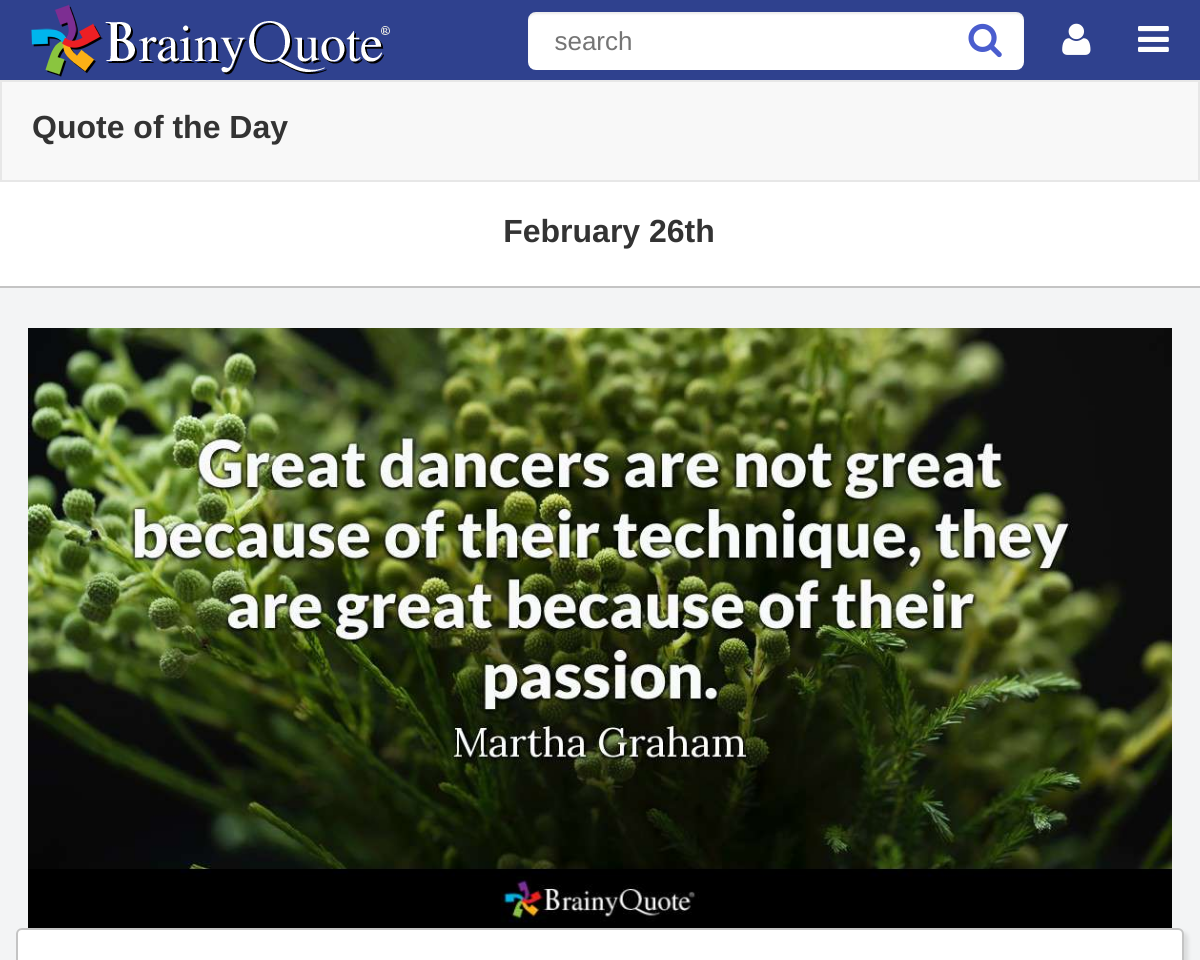 BrainyQuote®
search
Quote of the Day
February 26th
Great dancers are not great
because of their technique, they
are great because of their
passion.
Martha Graham
BrainyQuote®